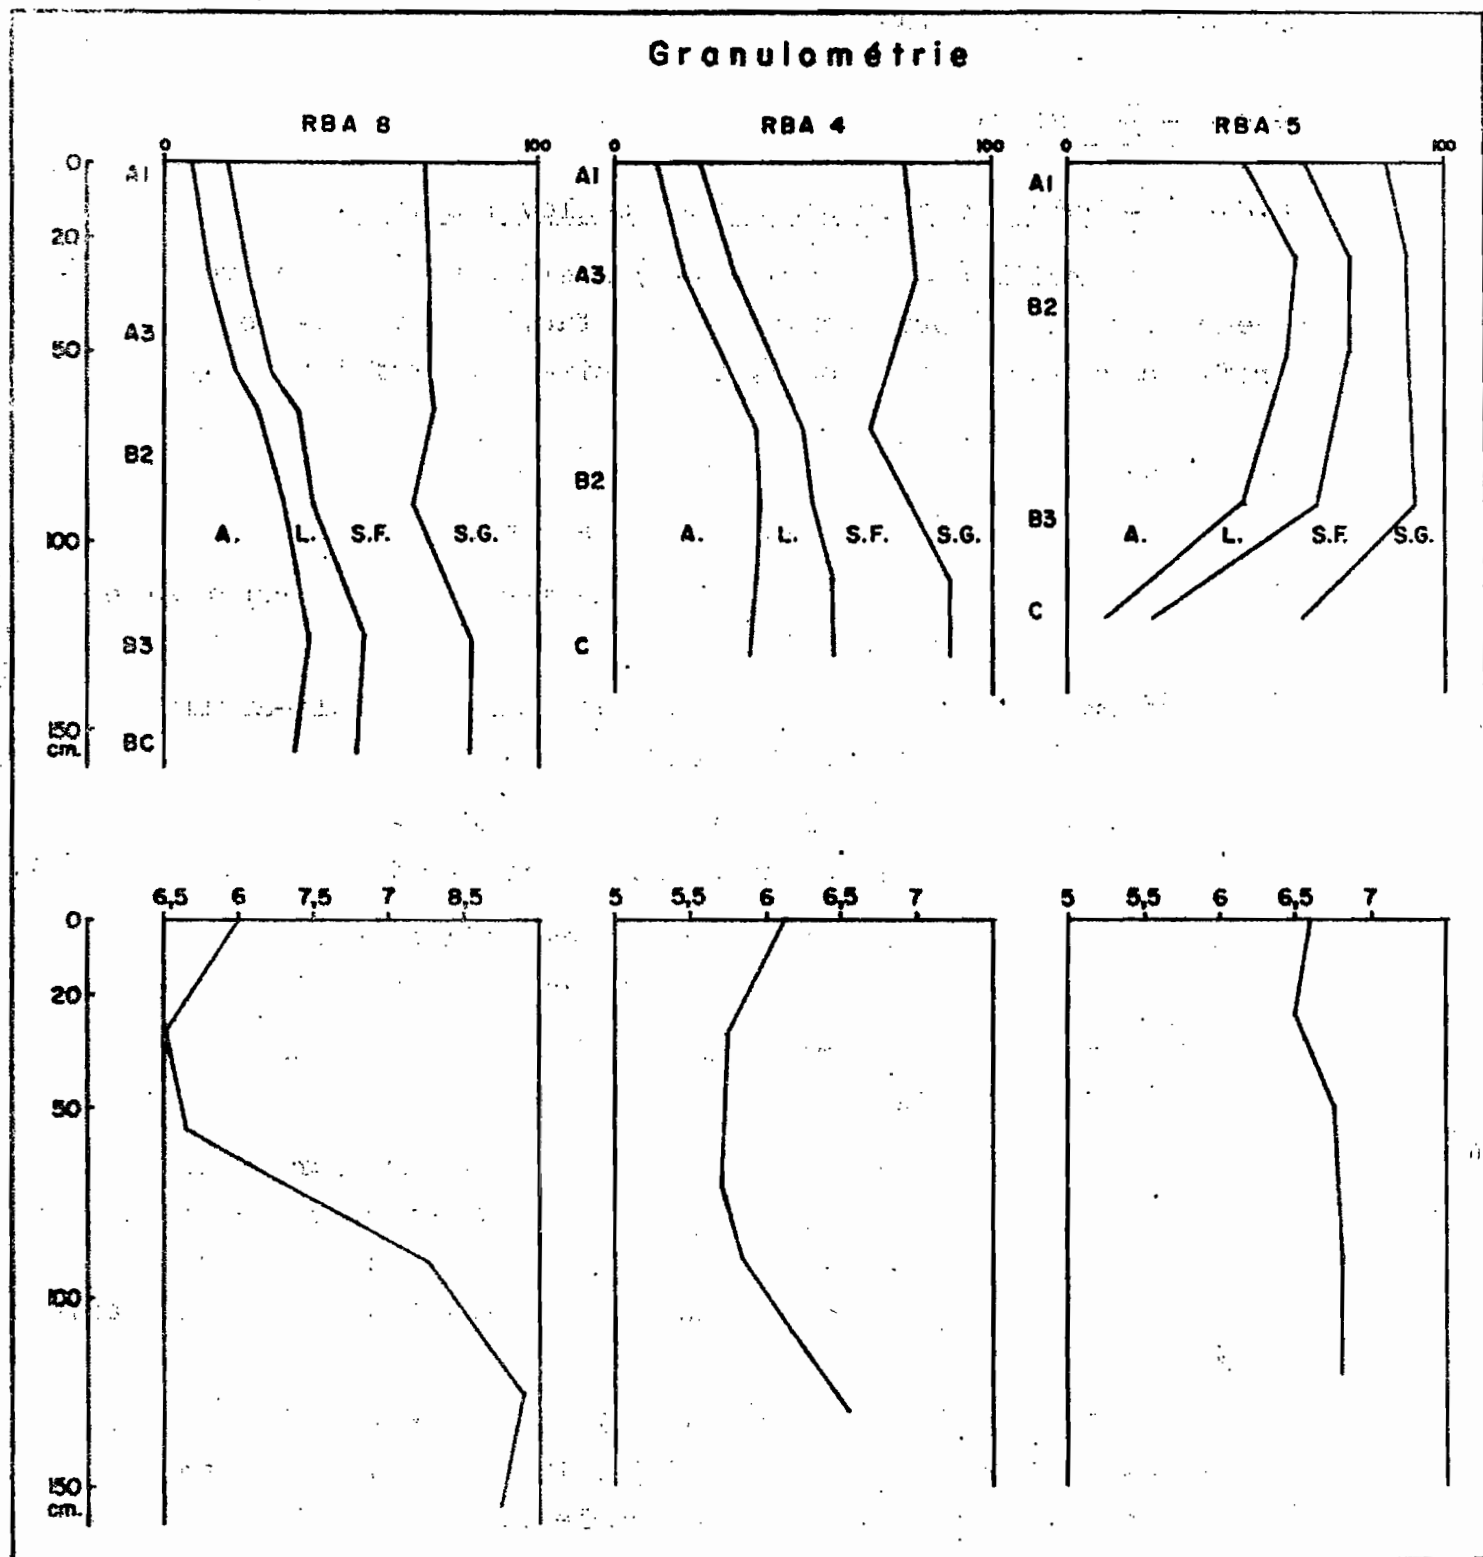 Granulométrie
RBA 8 RBA 4 RBA 5
0 100 0 100 0 100
0 A1 A1 A1
20 A3 B2
A3
50
B2 B2
B3
100 A. L. S.F. S.G. A. L. S.F. S.G. A. L. S.F. S.G.
C
B3 C
150 BC
cm.
6,5 6 7,5 7 8,5 5 5,5 6 6,5 7 5 5,5 6 6,5 7
0
20
50
100
150
cm.